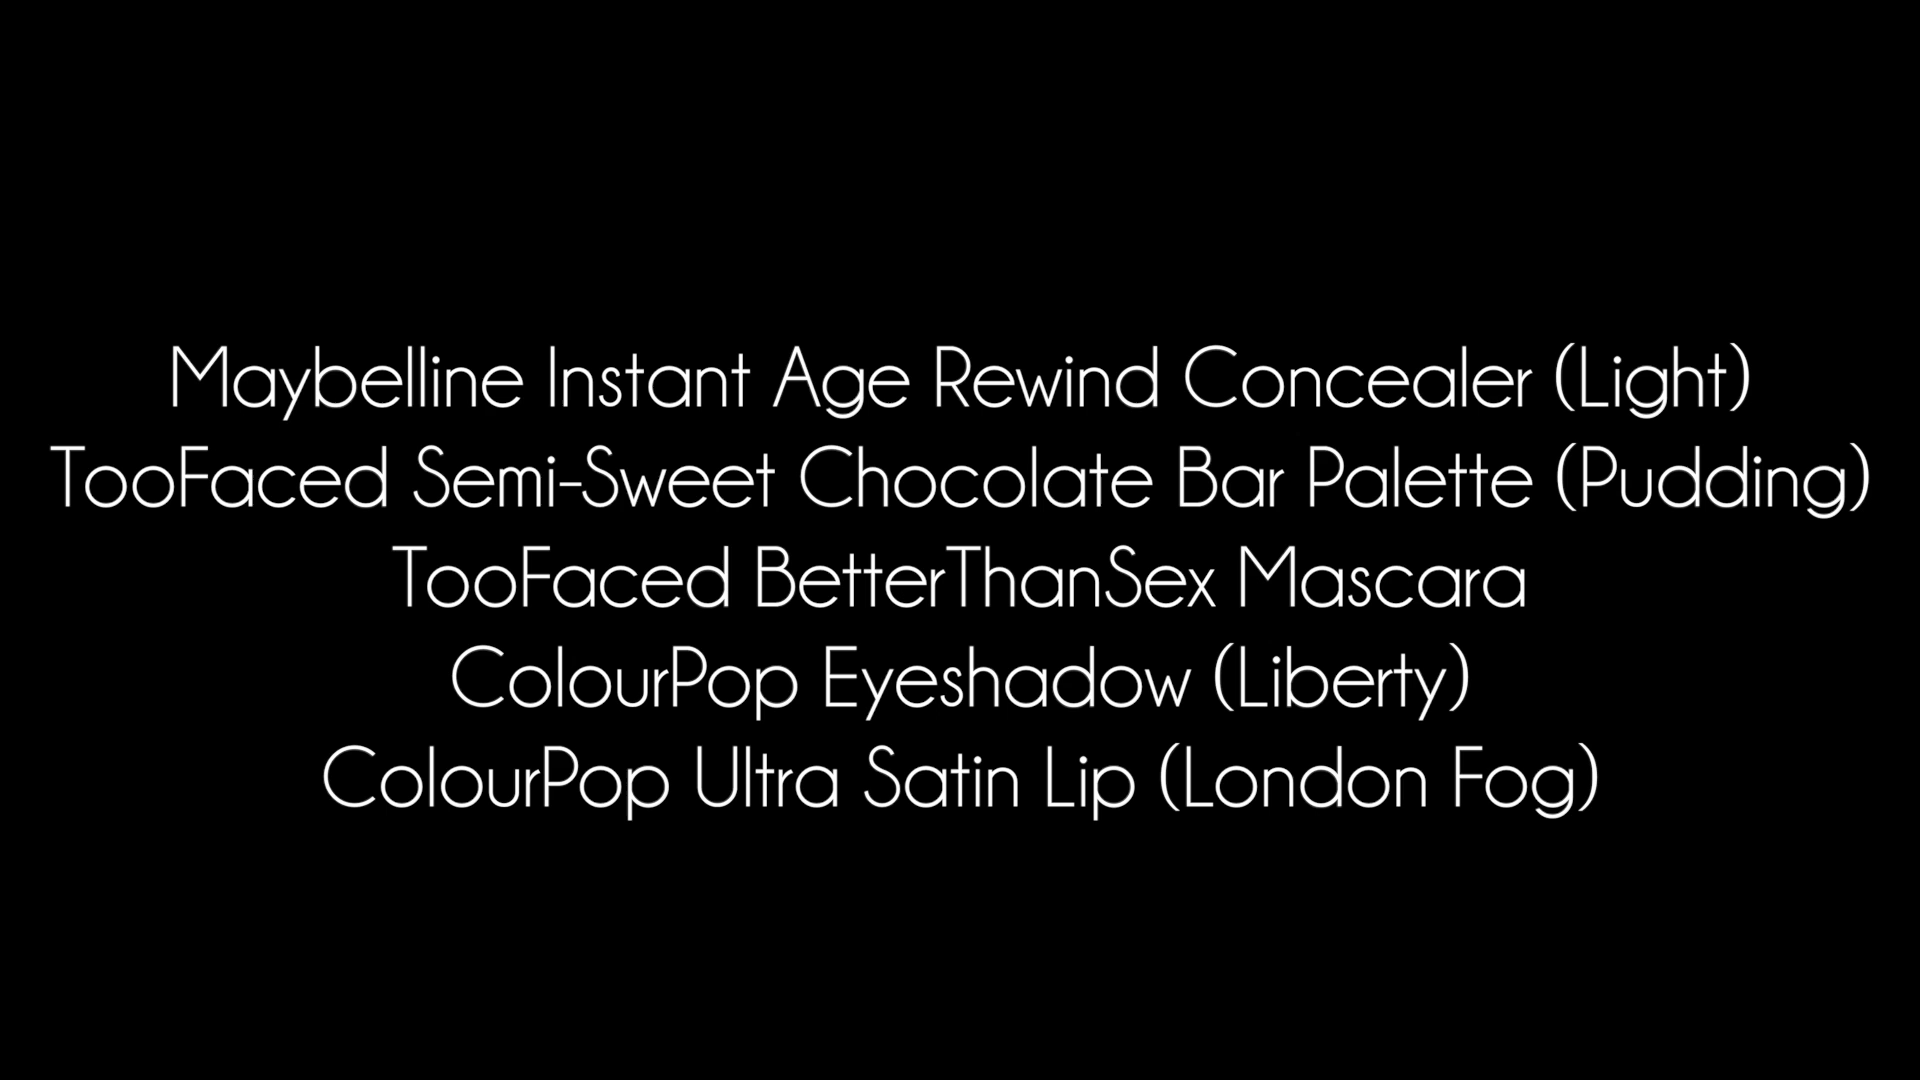 Maybelline Instant Age Rewind Concealer (Light)
TooFaced Semi-Sweet Chocolate Bar Palette (Pudding)
TooFaced BetterThanSex Mascara
ColourPop Eyeshadow (Liberty)
ColourPop Ultra Satin Lip (London Fog)